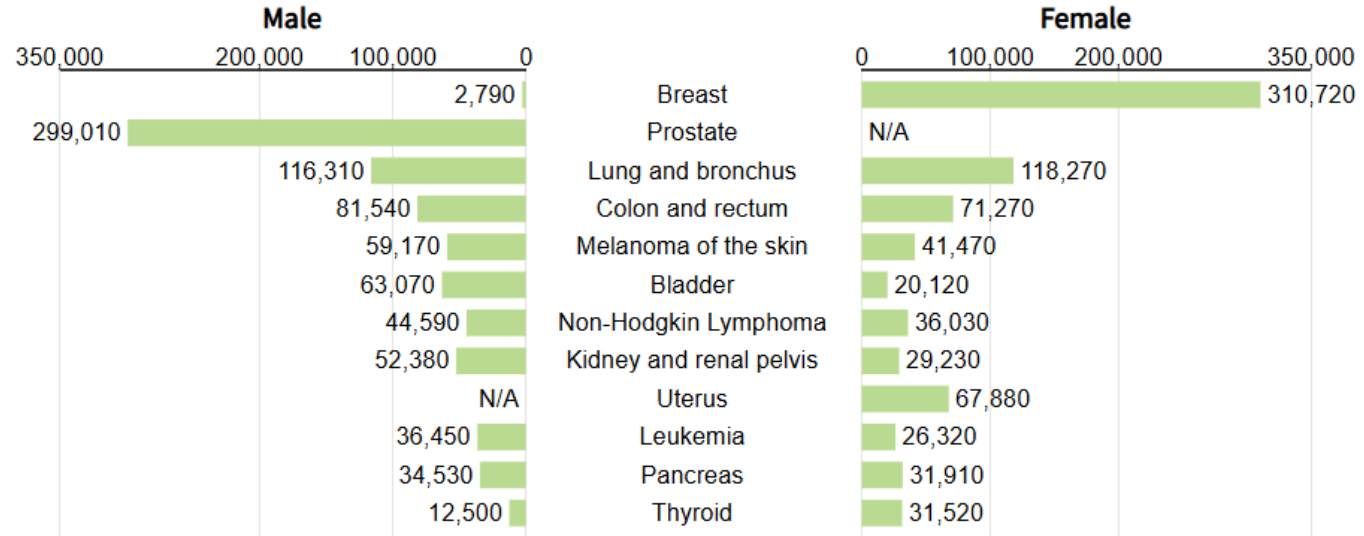 Male Female
350,000 200,000 100,000 0 0 100,000 200,000 350,000
2,790 Breast 310,720
299,010 Prostate N/A
116,310 Lung and bronchus 118,270
81,540 Colon and rectum 71,270
59,170 Melanoma of the skin 41,470
63,070 Bladder 20,120
44,590 Non-Hodgkin Lymphoma 36,030
52,380 Kidney and renal pelvis 29,230
N/A Uterus 67,880
36,450 Leukemia 26,320
34,530 Pancreas 31,910
12,500 Thyroid 31,520